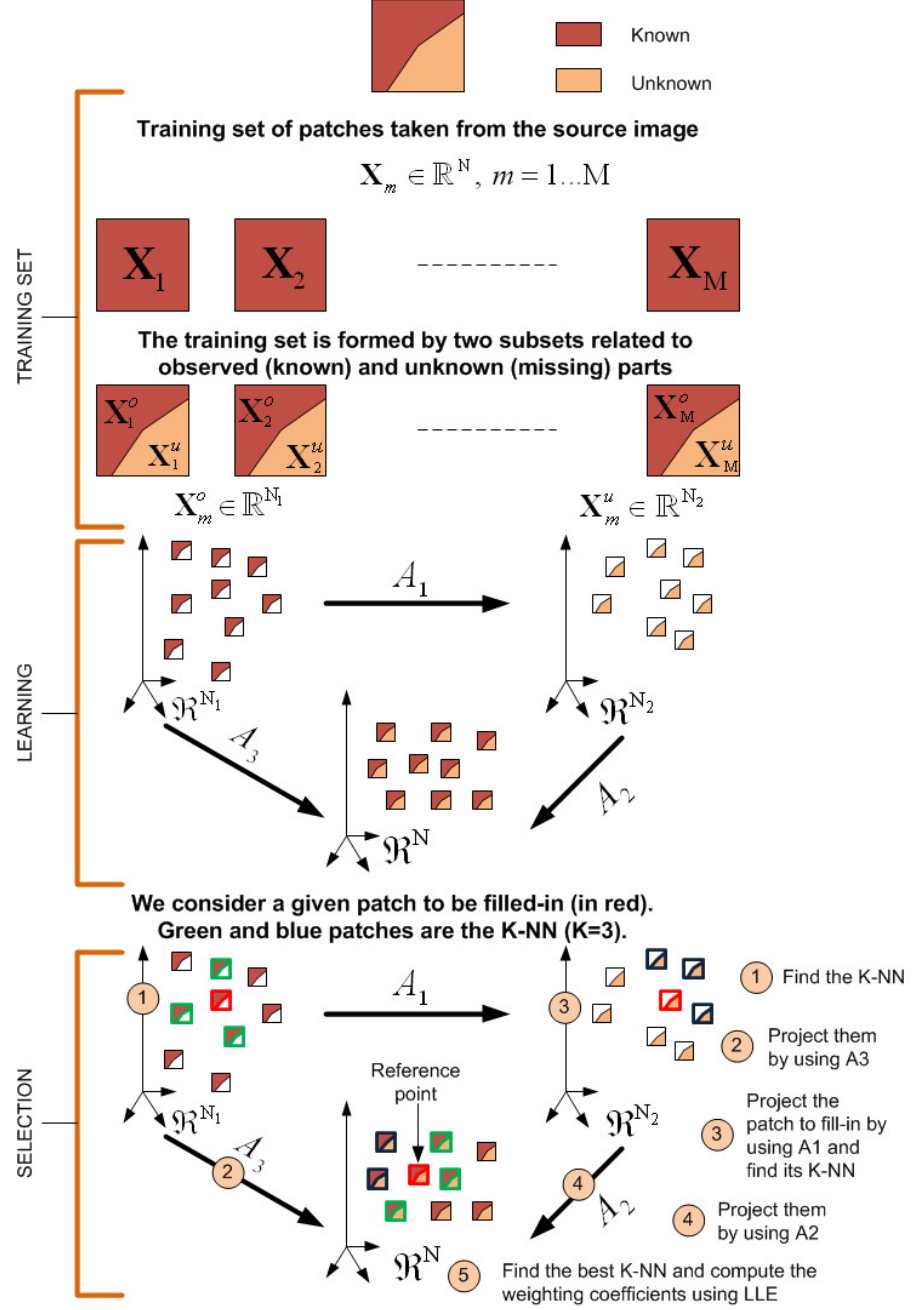 Known
Unknown
Training set of patches taken from the source image
X_m ∈ ℝ^N, m = 1...M
TRAINING SET
X_1 X_2 ---------- X_M
The training set is formed by two subsets related to
observed (known) and unknown (missing) parts
X_1^o X_2^o ---------- X_M^o
X_1^u X_2^u X_M^u
X_m^o ∈ ℝ^{N_1} X_m^u ∈ ℝ^{N_2}
LEARNING
A_1
ℜ^{N_1} ℜ^{N_2}
A_3 A_2
ℜ^N
We consider a given patch to be filled-in (in red).
Green and blue patches are the K-NN (K=3).
SELECTION
1 A_1 3
1 Find the K-NN
2 Project them
by using A3
Reference
point
ℜ^{N_1} ℜ^{N_2}
3 Project the
patch to fill-in by
using A1 and
find its K-NN
A_3 2 4 A_2
4 Project them
by using A2
ℜ^N
5 Find the best K-NN and compute the
weighting coefficients using LLE